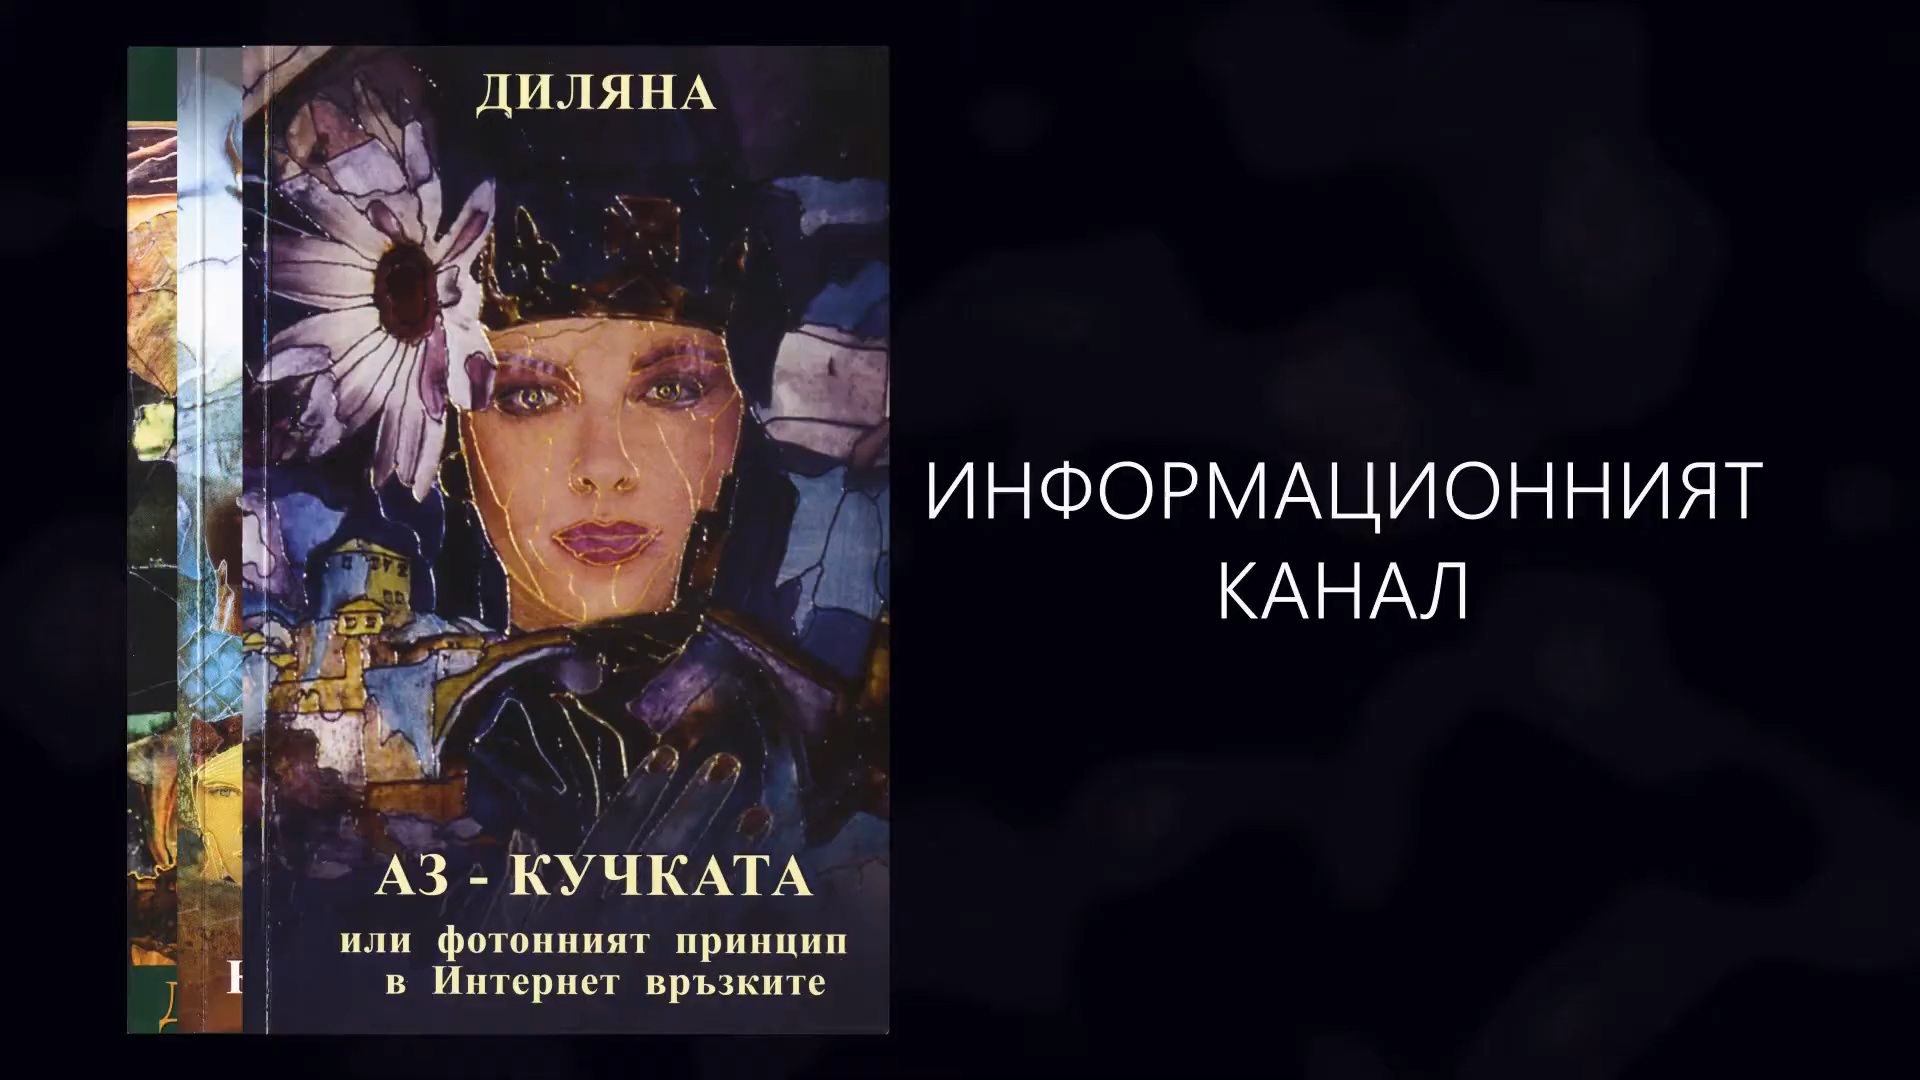 ДИЛЯНА
АЗ - КУЧКАТА
или фотонният принцип
в Интернет връзките
ИНФОРМАЦИОННИЯТ
КАНАЛ